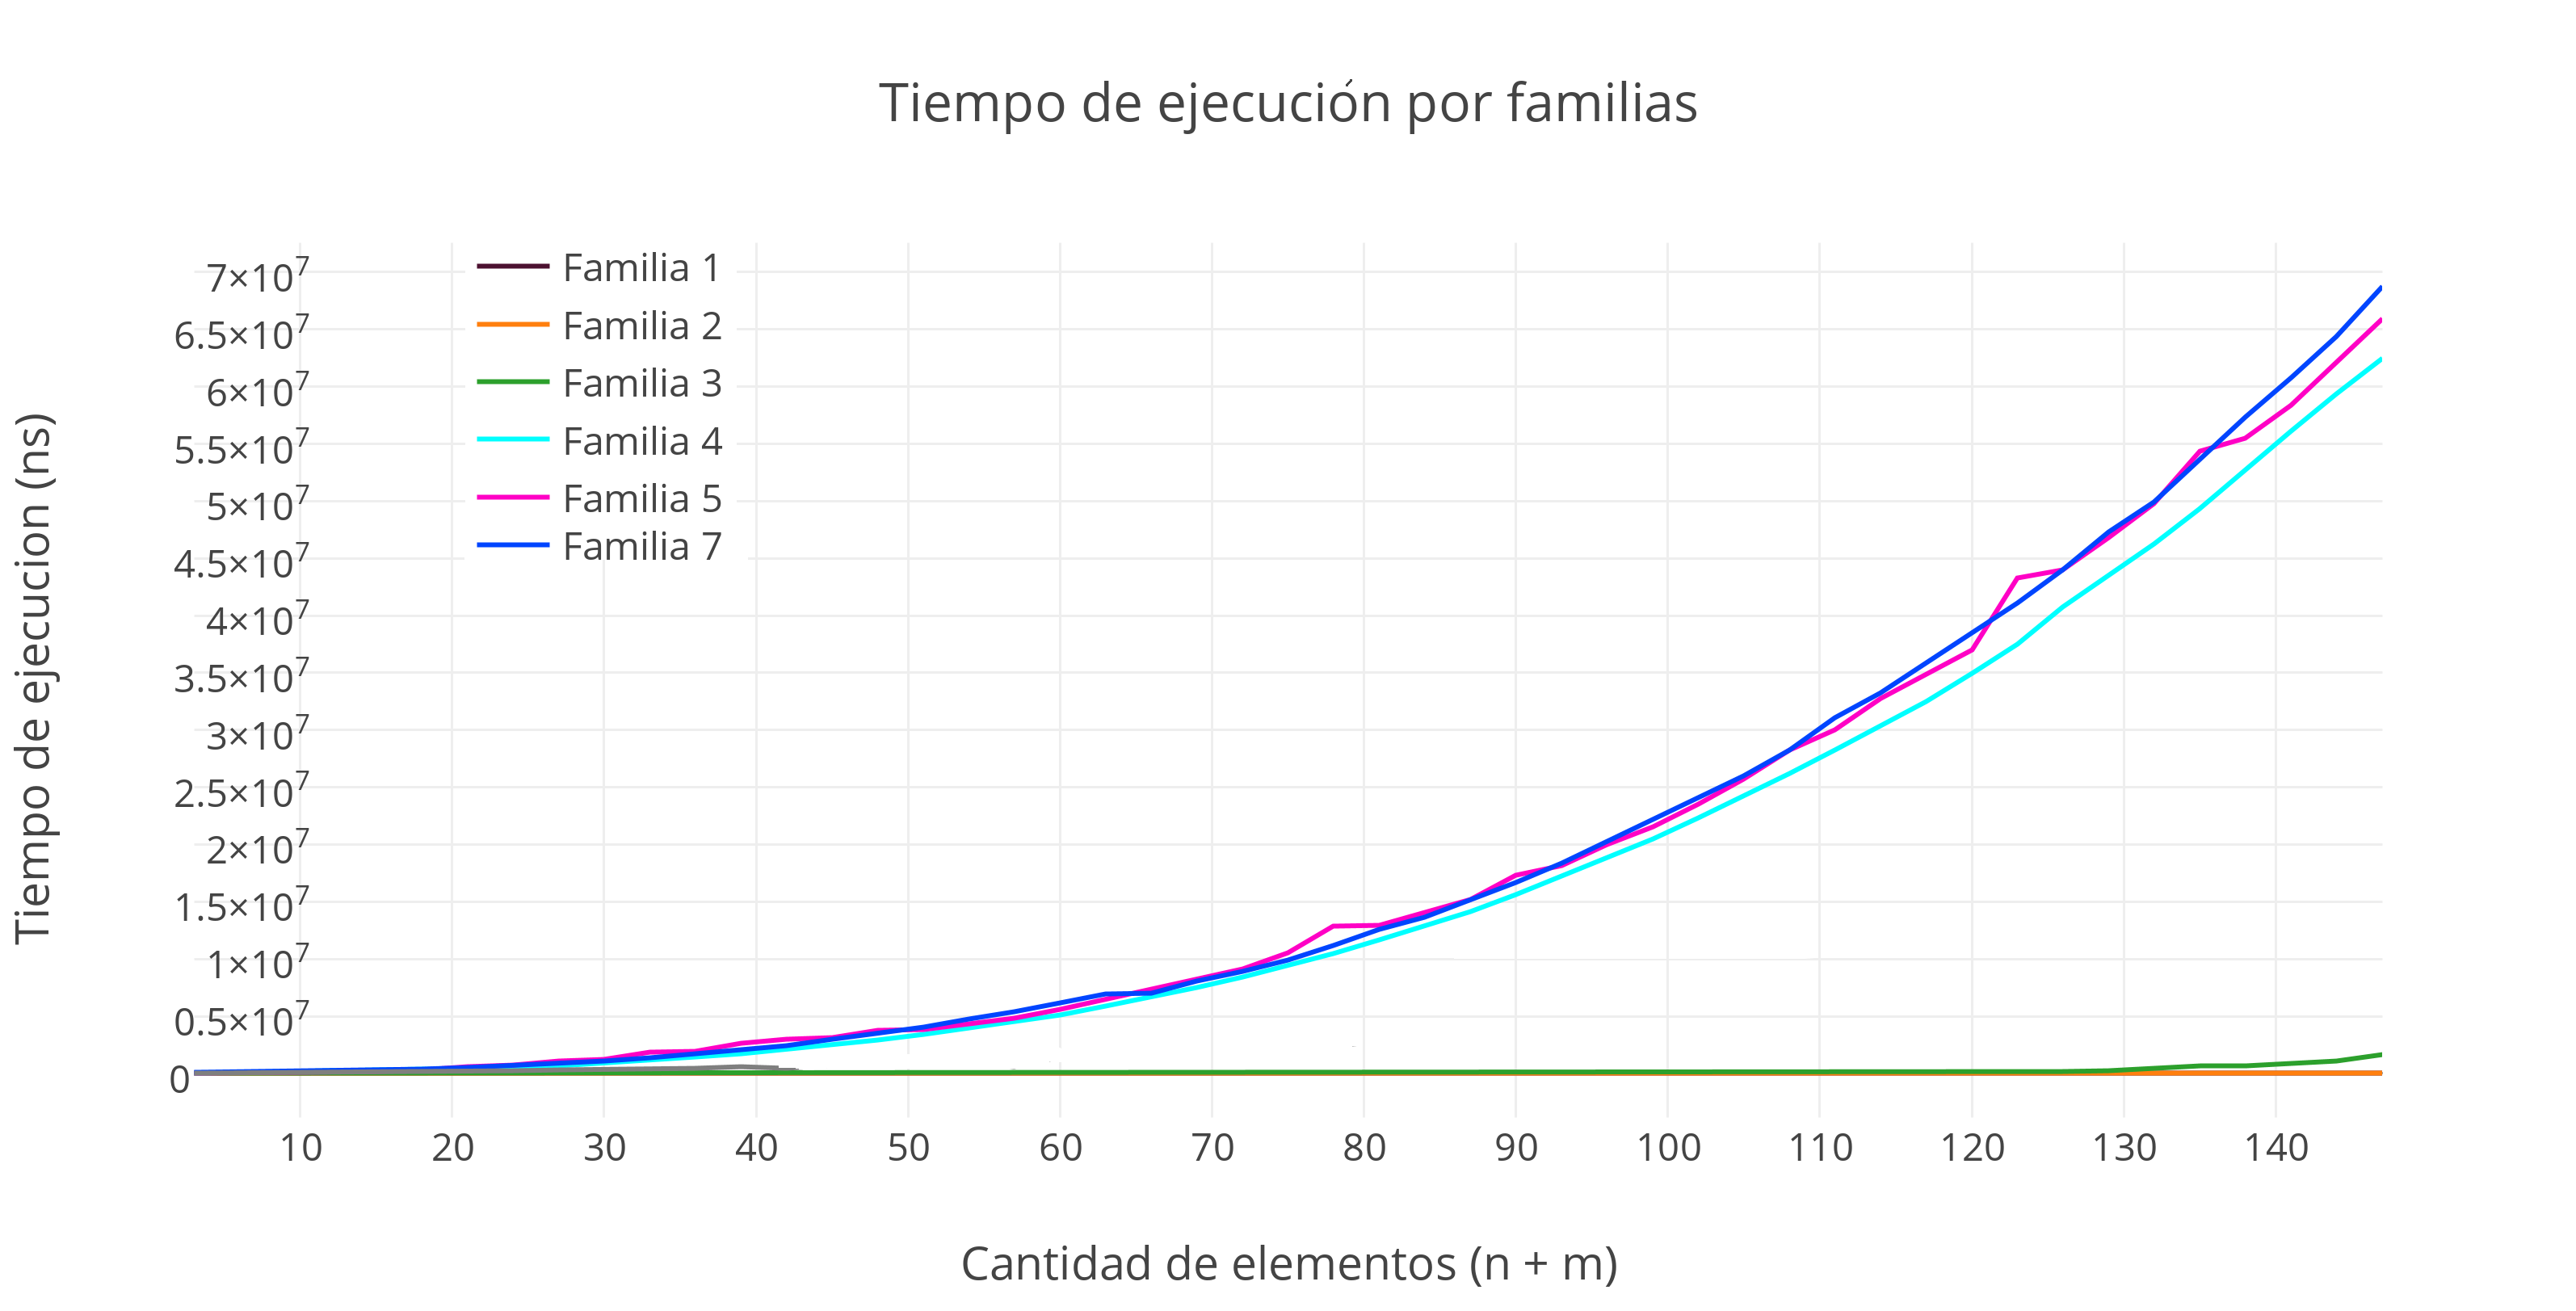 Tiempo de ejecución por familias
Tiempo de ejecucion (ns)
7×10⁷
6.5×10⁷
6×10⁷
5.5×10⁷
5×10⁷
4.5×10⁷
4×10⁷
3.5×10⁷
3×10⁷
2.5×10⁷
2×10⁷
1.5×10⁷
1×10⁷
0.5×10⁷
0
Familia 1
Familia 2
Familia 3
Familia 4
Familia 5
Familia 7
10 20 30 40 50 60 70 80 90 100 110 120 130 140
Cantidad de elementos (n + m)